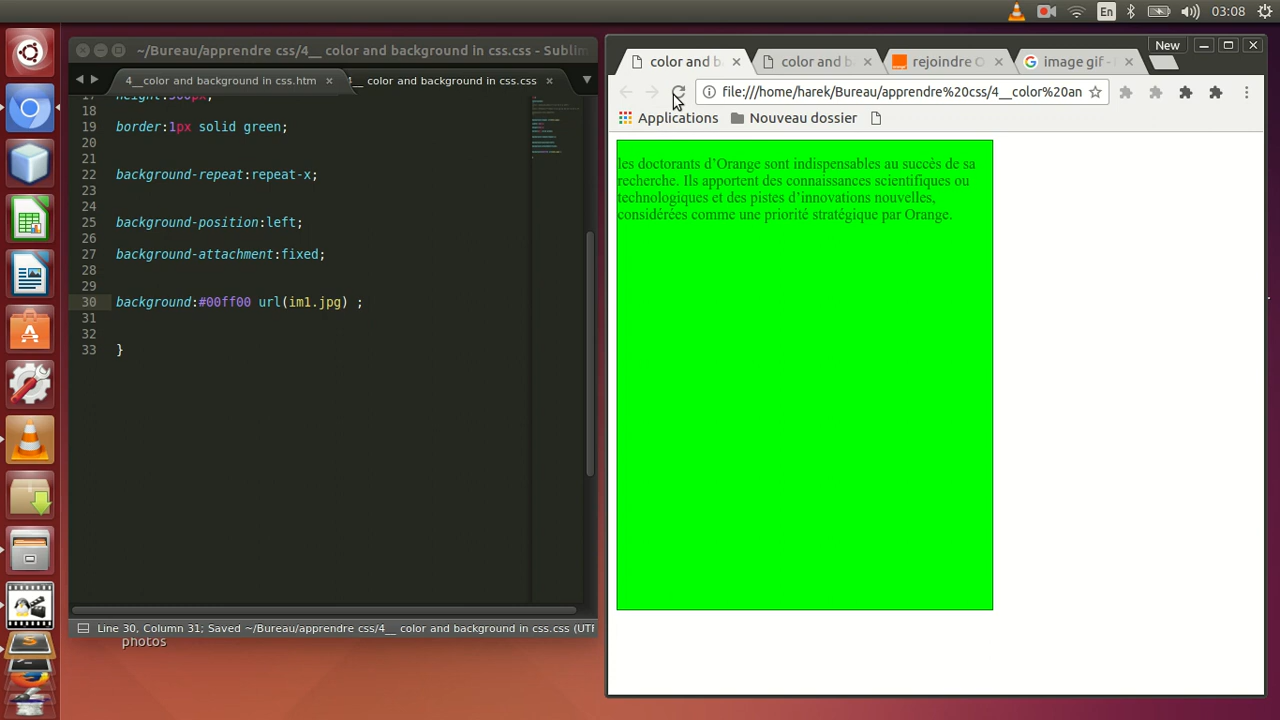 En
03:08
~/Bureau/apprendre css/4__ color and background in css.css - Sublim
4__color and background in css.htm
__ color and background in css.css
17
height:300px;
18
19
border:1px solid green;
20
21
22
background-repeat:repeat-x;
23
24
25
background-position:left;
26
27
background-attachment:fixed;
28
29
30
background:#00ff00 url(im1.jpg) ;
31
32
33
}
Line 30, Column 31; Saved ~/Bureau/apprendre css/4__ color and background in css.css (UTF
photos
New
color and b
color and b
rejoindre O
image gif -
file:///home/harek/Bureau/apprendre%20css/4__color%20an
Applications
Nouveau dossier
les doctorants d’Orange sont indispensables au succès de sa
recherche. Ils apportent des connaissances scientifiques ou
technologiques et des pistes d’innovations nouvelles,
considérées comme une priorité stratégique par Orange.